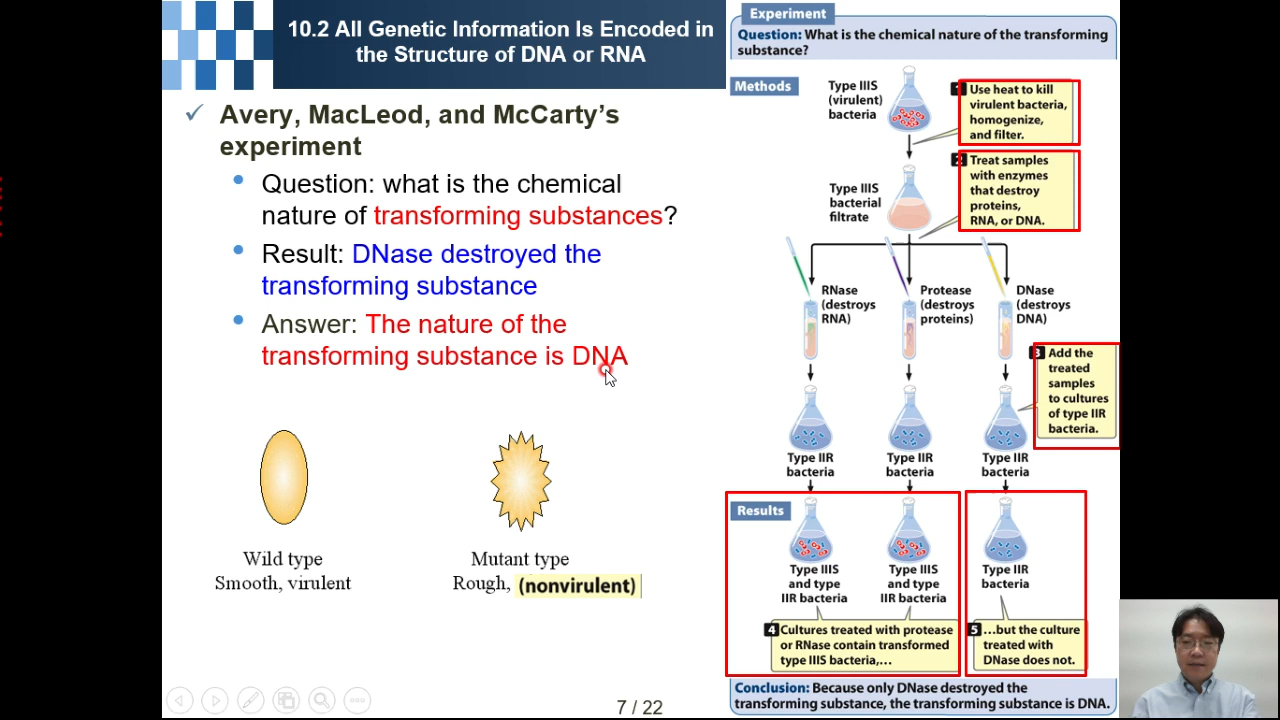 10.2 All Genetic Information Is Encoded in
the Structure of DNA or RNA
Avery, MacLeod, and McCarty's
experiment
Question: what is the chemical
nature of transforming substances?
Result: DNase destroyed the
transforming substance
Answer: The nature of the
transforming substance is DNA
Wild type
Smooth, virulent
Mutant type
Rough, (nonvirulent)
7 / 22
Experiment
Question: What is the chemical nature of the transforming
substance?
Methods
Type IIIS
(virulent)
bacteria
1 Use heat to kill
virulent bacteria,
homogenize,
and filter.
Type IIIS
bacterial
filtrate
2 Treat samples
with enzymes
that destroy
proteins,
RNA, or DNA.
RNase
(destroys
RNA)
Protease
(destroys
proteins)
DNase
(destroys
DNA)
3 Add the
treated
samples
to cultures
of type IIR
bacteria.
Type IIR
bacteria
Type IIR
bacteria
Type IIR
bacteria
Results
Type IIIS
and type
IIR bacteria
Type IIIS
and type
IIR bacteria
Type IIR
bacteria
4 Cultures treated with protease
or RNase contain transformed
type IIIS bacteria,...
5 ...but the culture
treated with
DNase does not.
Conclusion: Because only DNase destroyed the
transforming substance, the transforming substance is DNA.